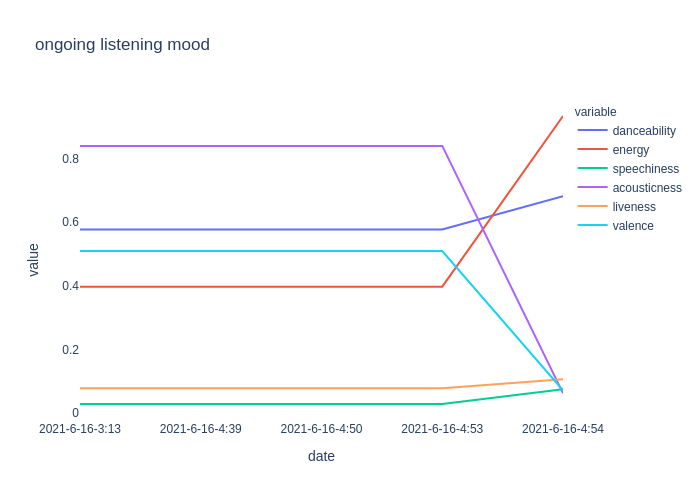 ongoing listening mood
variable
danceability
energy
speechiness
acousticness
liveness
valence
value
0.8
0.6
0.4
0.2
0
2021-6-16-3:13
2021-6-16-4:39
2021-6-16-4:50
2021-6-16-4:53
2021-6-16-4:54
date